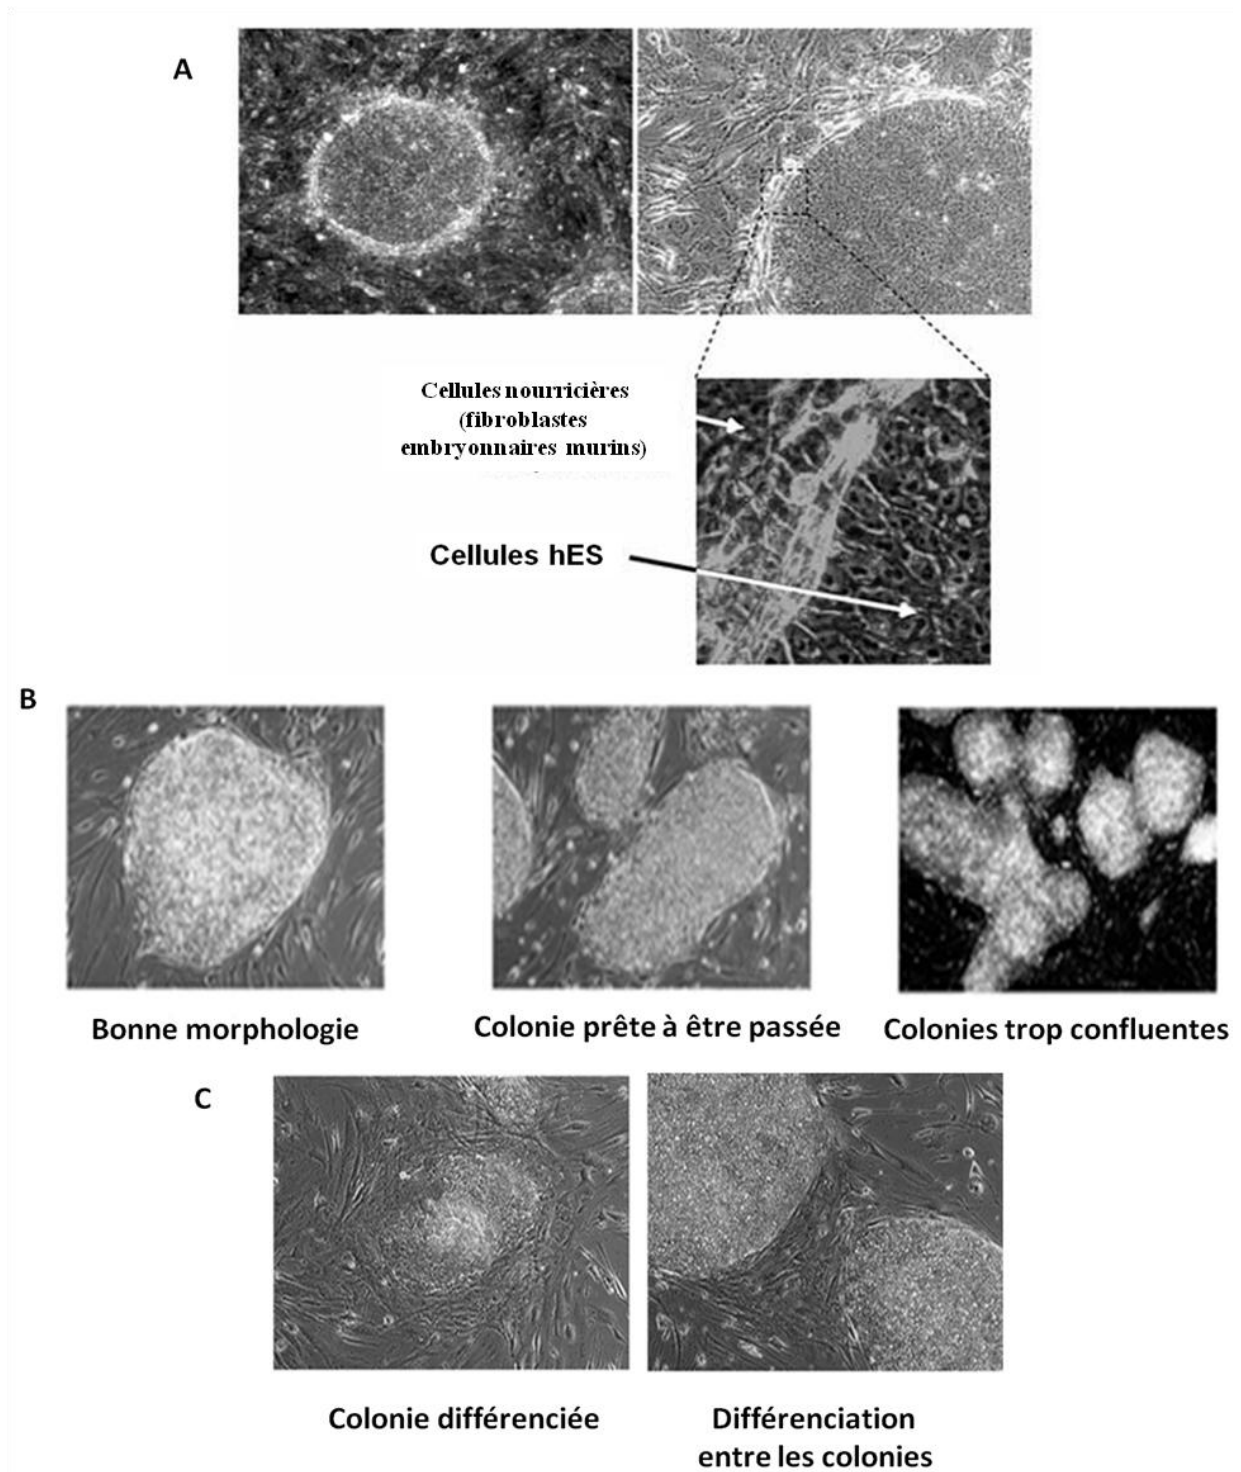 A
Cellules nourricières
(fibroblastes
embryonnaires murins)
Cellules hES
B
Bonne morphologie
Colonie prête à être passée
Colonies trop confluentes
C
Colonie différenciée
Différenciation
entre les colonies